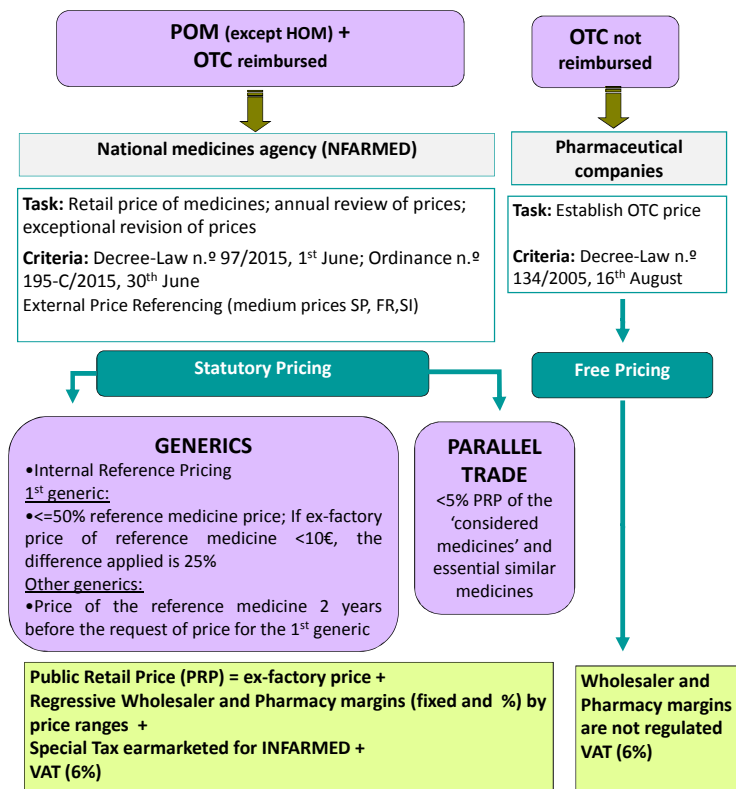 POM (except HOM) +
OTC reimbursed
OTC not
reimbursed
National medicines agency (NFARMED)
Pharmaceutical
companies
Task: Retail price of medicines; annual review of prices;
exceptional revision of prices
Criteria: Decree-Law n.º 97/2015, 1st June; Ordinance n.º
195-C/2015, 30th June
External Price Referencing (medium prices SP, FR,SI)
Task: Establish OTC price
Criteria: Decree-Law n.º
134/2005, 16th August
Statutory Pricing
Free Pricing
GENERICS
•Internal Reference Pricing
1st generic:
•<=50% reference medicine price; If ex-factory
price of reference medicine <10€, the
difference applied is 25%
Other generics:
•Price of the reference medicine 2 years
before the request of price for the 1st generic
PARALLEL
TRADE
<5% PRP of the
‘considered
medicines’ and
essential similar
medicines
Public Retail Price (PRP) = ex-factory price +
Regressive Wholesaler and Pharmacy margins (fixed and %) by
price ranges +
Special Tax earmarketed for INFARMED +
VAT (6%)
Wholesaler and
Pharmacy margins
are not regulated
VAT (6%)